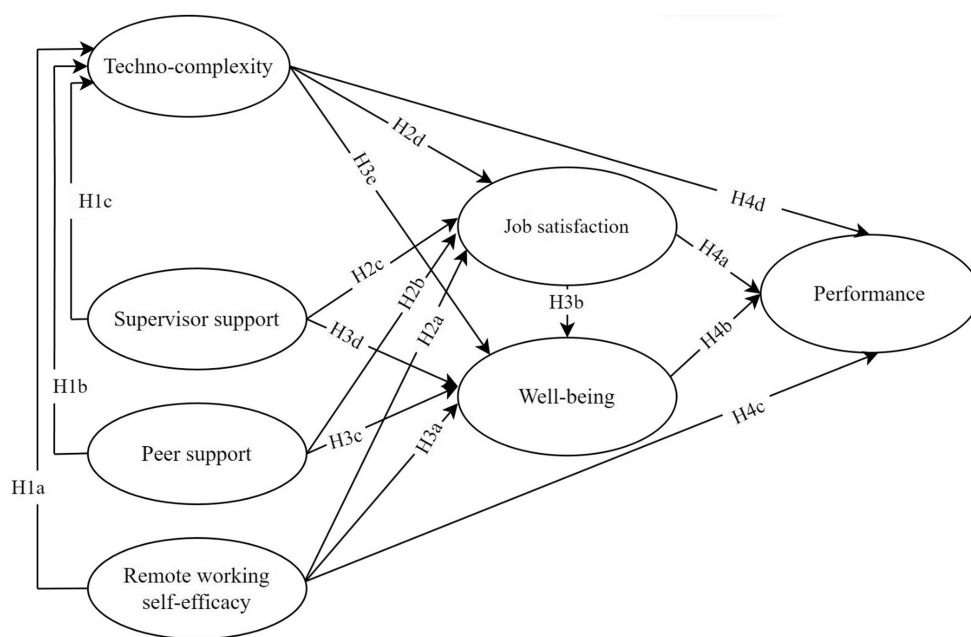 Techno-complexity
H2d
H3e
H4d
H1c
Job satisfaction
H2c
H4a
H2b
Supervisor support
H3b
Performance
H2a
H3d
H4b
H1b
Well-being
H4c
H3c
H3a
Peer support
H1a
Remote working
self-efficacy